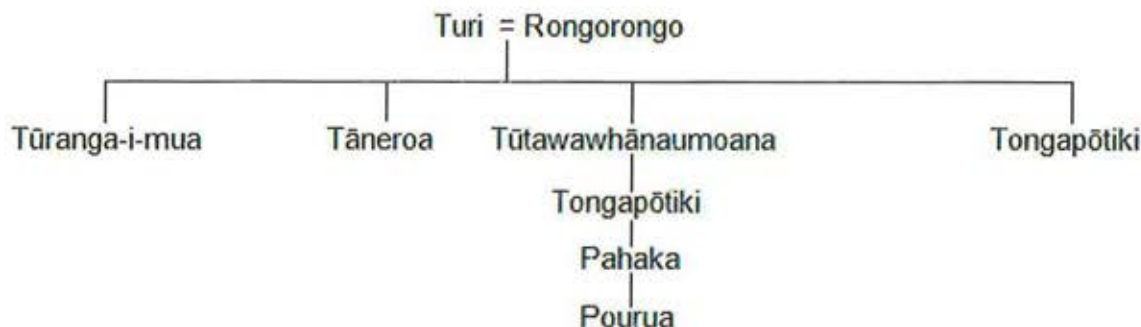 Turi = Rongorongo
Tūranga-i-mua Tāneroa Tūtawawhānaumoana Tongapōtiki
Tongapōtiki
Pahaka
Pourua